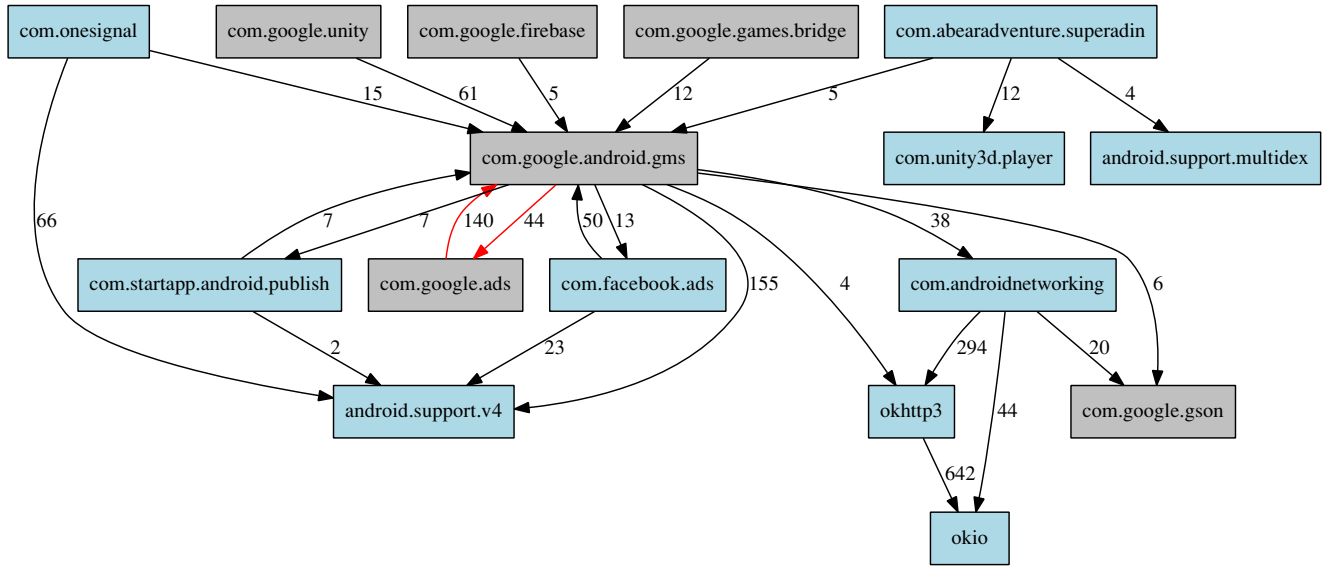 com.onesignal
com.google.unity
com.google.firebase
com.google.games.bridge
com.abearadventure.superadin
15
61
5
12
5
12
4
com.google.android.gms
com.unity3d.player
android.support.multidex
66
7
7
140
44
50
13
155
4
38
6
com.startapp.android.publish
com.google.ads
com.facebook.ads
com.androidnetworking
2
23
294
44
20
android.support.v4
okhttp3
com.google.gson
642
okio